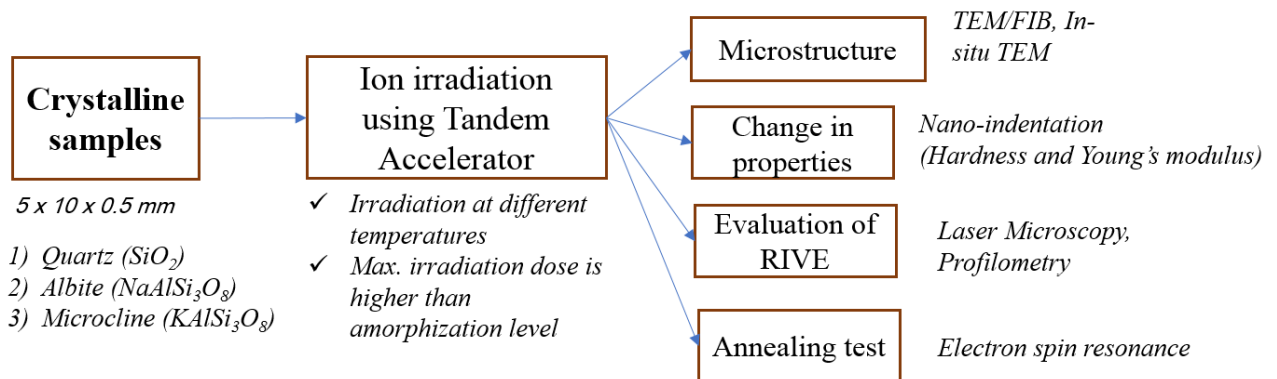 Crystalline
samples
5 x 10 x 0.5 mm
1) Quartz (SiO₂)
2) Albite (NaAlSi₃O₈)
3) Microcline (KAlSi₃O₈)
Ion irradiation
using Tandem
Accelerator
✓ Irradiation at different
temperatures
✓ Max. irradiation dose is
higher than
amorphization level
Microstructure
TEM/FIB, In-
situ TEM
Change in
properties
Nano-indentation
(Hardness and Young’s modulus)
Evaluation of
RIVE
Laser Microscopy,
Profilometry
Annealing test
Electron spin resonance